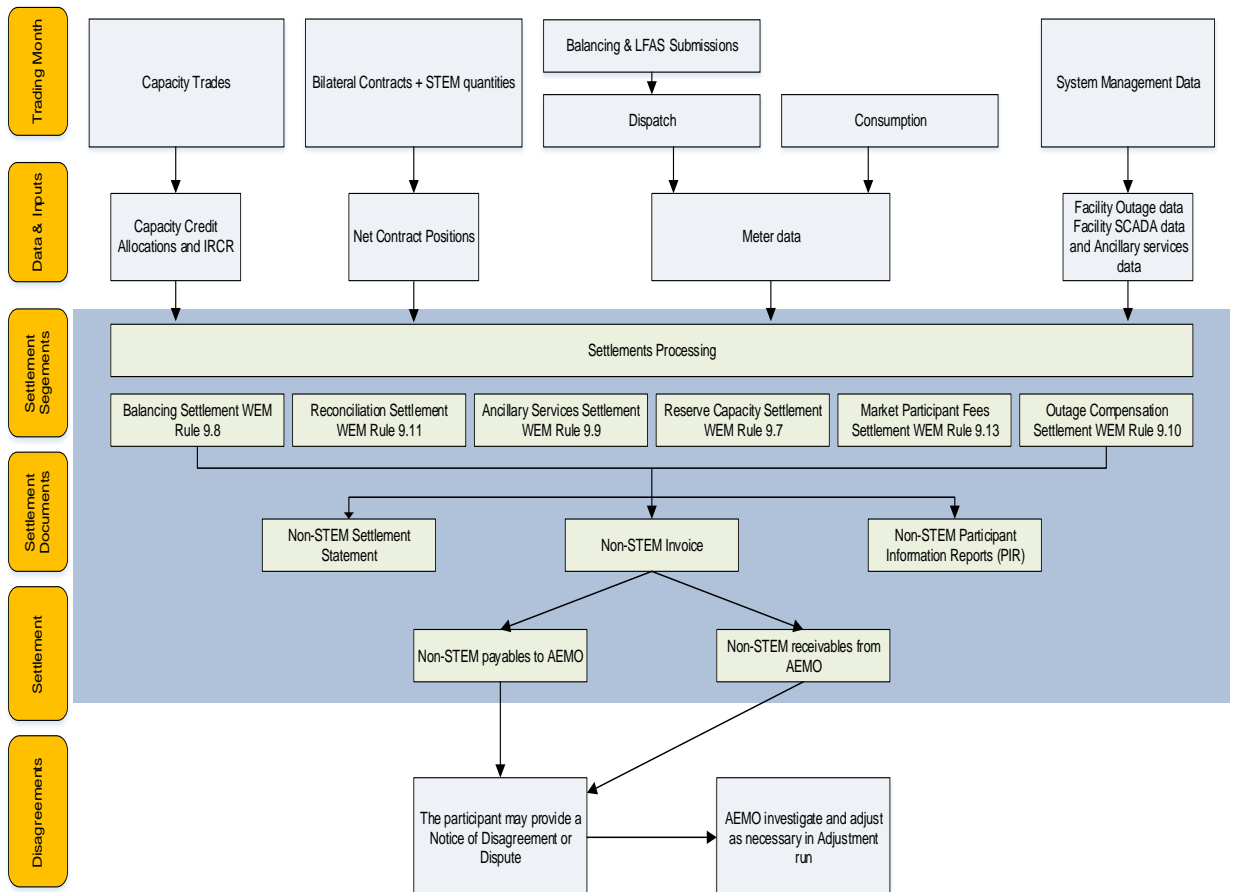 Trading Month
Capacity Trades
Bilateral Contracts + STEM quantities
Balancing & LFAS Submissions
Dispatch
Consumption
System Management Data
Data & Inputs
Capacity Credit
Allocations and IRCR
Net Contract Positions
Meter data
Facility Outage data
Facility SCADA data
and Ancillary services
data
Settlement
Segements
Settlements Processing
Balancing Settlement WEM
Rule 9.8
Reconciliation Settlement
WEM Rule 9.11
Ancillary Services Settlement
WEM Rule 9.9
Reserve Capacity Settlement
WEM Rule 9.7
Market Participant Fees
Settlement WEM Rule 9.13
Outage Compensation
Settlement WEM Rule 9.10
Settlement
Documents
Non-STEM Settlement
Statement
Non-STEM Invoice
Non-STEM Participant
Information Reports (PIR)
Settlement
Non-STEM payables to AEMO
Non-STEM receivables from
AEMO
Disagreements
The participant may provide a
Notice of Disagreement or
Dispute
AEMO investigate and adjust
as necessary in Adjustment
run